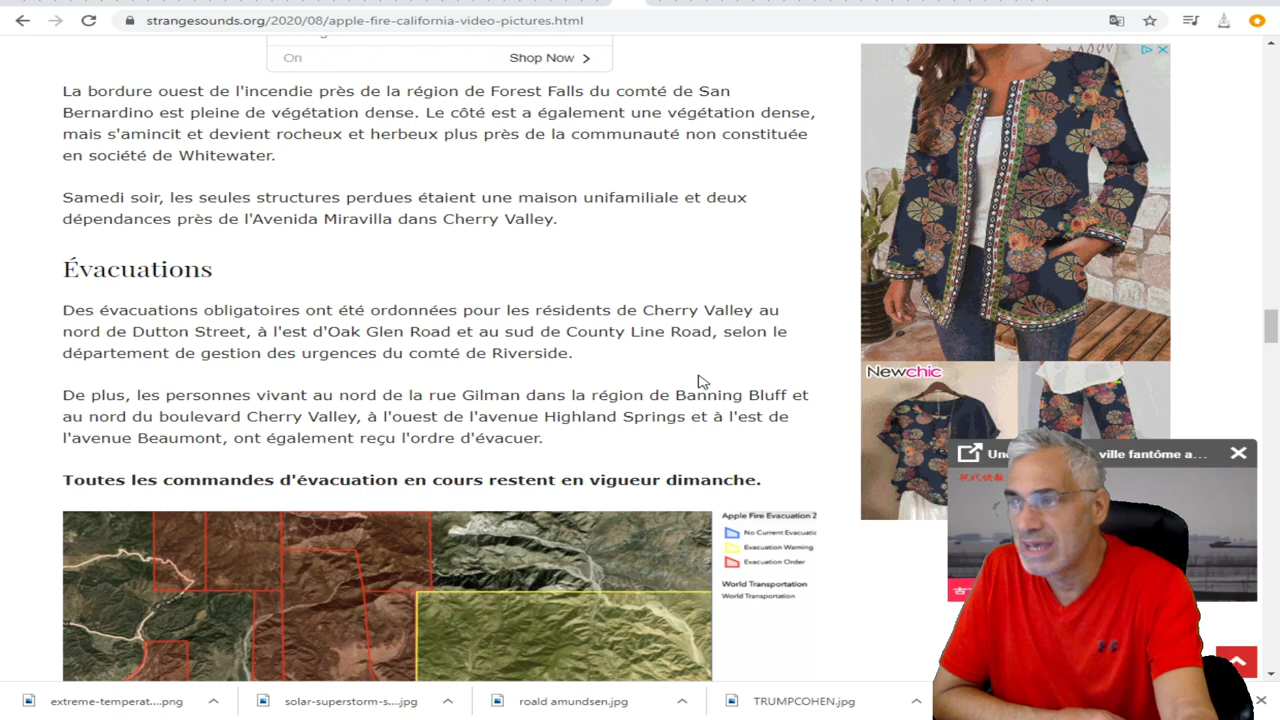 strangesounds.org/2020/08/apple-fire-california-video-pictures.html
On
Shop Now
La bordure ouest de l'incendie près de la région de Forest Falls du comté de San
Bernardino est pleine de végétation dense. Le côté est a également une végétation dense,
mais s'amincit et devient rocheux et herbeux plus près de la communauté non constituée
en société de Whitewater.
Samedi soir, les seules structures perdues étaient une maison unifamiliale et deux
dépendances près de l'Avenida Miravilla dans Cherry Valley.
Évacuations
Des évacuations obligatoires ont été ordonnées pour les résidents de Cherry Valley au
nord de Dutton Street, à l'est d'Oak Glen Road et au sud de County Line Road, selon le
département de gestion des urgences du comté de Riverside.
De plus, les personnes vivant au nord de la rue Gilman dans la région de Banning Bluff et
au nord du boulevard Cherry Valley, à l'ouest de l'avenue Highland Springs et à l'est de
l'avenue Beaumont, ont également reçu l'ordre d'évacuer.
Toutes les commandes d'évacuation en cours restent en vigueur dimanche.
Apple Fire Evacuation Z
No Current Evacuatic
Evacuation Warning
Evacuation Order
World Transportation
World Transportation
Newchic
ville fantôme a...
现代快报
extreme-temperat....png
solar-superstorm-s....jpg
roald amundsen.jpg
TRUMPCOHEN.jpg